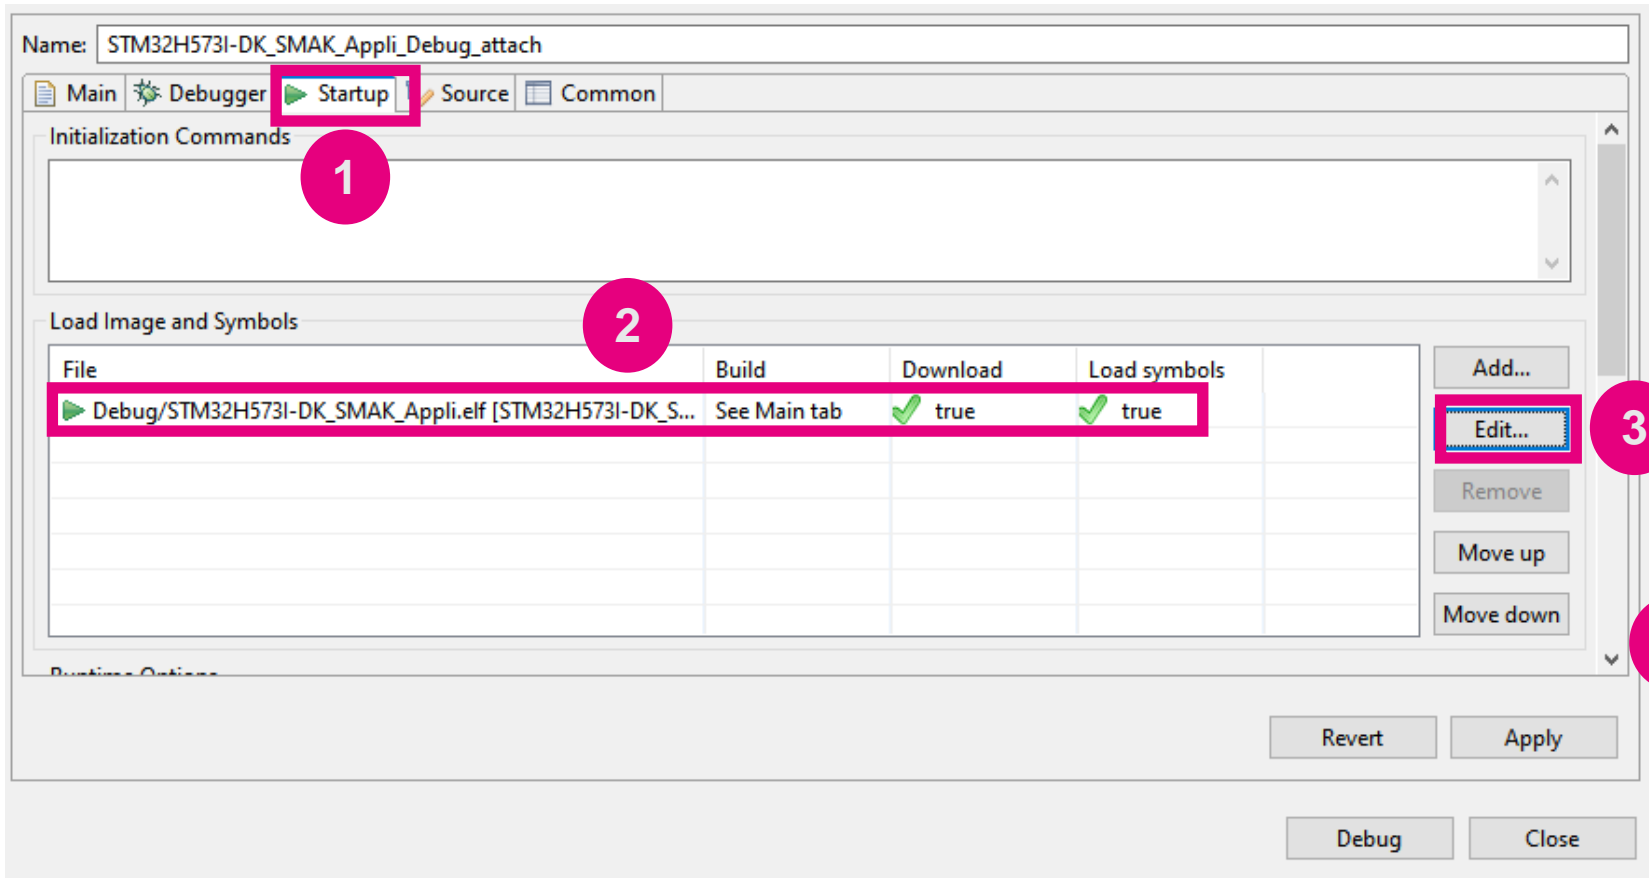 Name: STM32H573I-DK_SMAK_Appli_Debug_attach
Main Debugger Startup Source Common
Initialization Commands
1
2
Load Image and Symbols
File Build Download Load symbols
Debug/STM32H573I-DK_SMAK_Appli.elf [STM32H573I-DK_S... See Main tab true true
Add...
Edit...
3
Remove
Move up
Move down
Runtime Options
Revert Apply
Debug Close